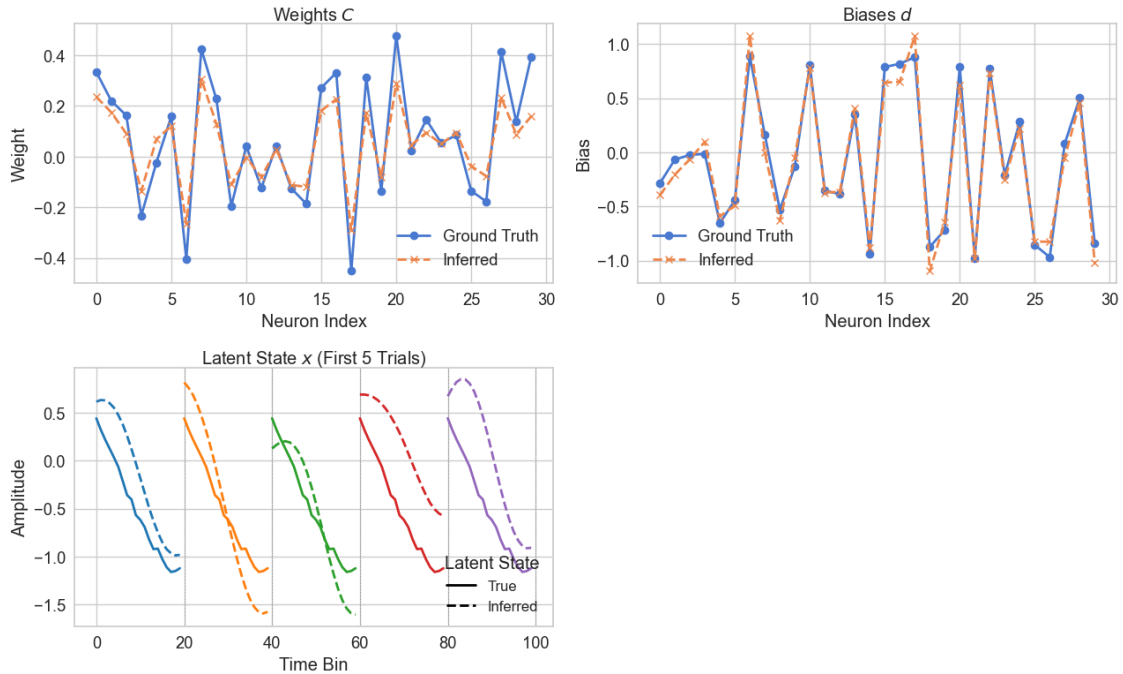 Weights C
Weight
0.4
0.2
0.0
−0.2
−0.4
Ground Truth
Inferred
0 5 10 15 20 25 30
Neuron Index
Biases d
Bias
1.0
0.5
0.0
−0.5
−1.0
Ground Truth
Inferred
0 5 10 15 20 25 30
Neuron Index
Latent State x (First 5 Trials)
Amplitude
0.5
0.0
−0.5
−1.0
−1.5
Latent State
True
Inferred
0 20 40 60 80 100
Time Bin